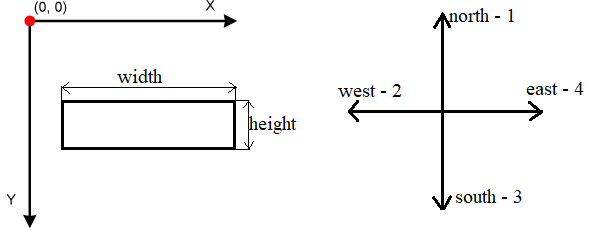 (0, 0)
X
north - 1
width
west - 2
east - 4
height
Y
south - 3